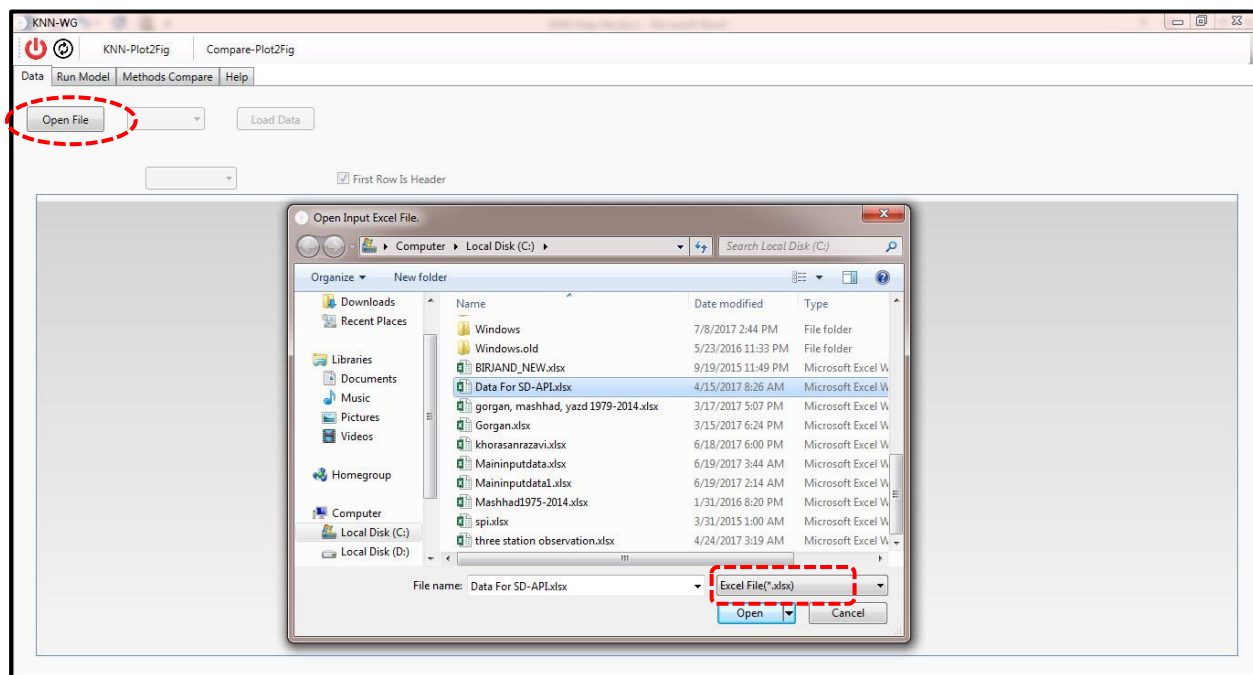 KNN-WG
KNN-Plot2Fig Compare-Plot2Fig
Data Run Model Methods Compare Help
Open File Load Data
First Row Is Header
Open Input Excel File.
Computer Local Disk (C:) Search Local Disk (C:)
Organize New folder
Downloads
Recent Places
Libraries
Documents
Music
Pictures
Videos
Homegroup
Computer
Local Disk (C:)
Local Disk (D:)
Name Date modified Type
Windows 7/8/2017 2:44 PM File folder
Windows.old 5/23/2016 11:33 PM File folder
BIRJAND_NEW.xlsx 9/19/2015 11:49 PM Microsoft Excel W
Data For SD-API.xlsx 4/15/2017 8:26 AM Microsoft Excel W
gorgan, mashhad, yazd 1979-2014.xlsx 3/17/2017 5:07 PM Microsoft Excel W
Gorgan.xlsx 3/15/2017 6:24 PM Microsoft Excel W
khorasanrazavi.xlsx 6/18/2017 6:00 PM Microsoft Excel W
Maininputdata.xlsx 6/19/2017 3:44 AM Microsoft Excel W
Maininputdata1.xlsx 6/19/2017 2:14 AM Microsoft Excel W
Mashhad1975-2014.xlsx 1/31/2016 8:20 PM Microsoft Excel W
spi.xlsx 3/31/2015 1:00 AM Microsoft Excel W
three station observation.xlsx 4/24/2017 3:19 AM Microsoft Excel W
File name: Data For SD-API.xlsx Excel File(*.xlsx)
Open Cancel